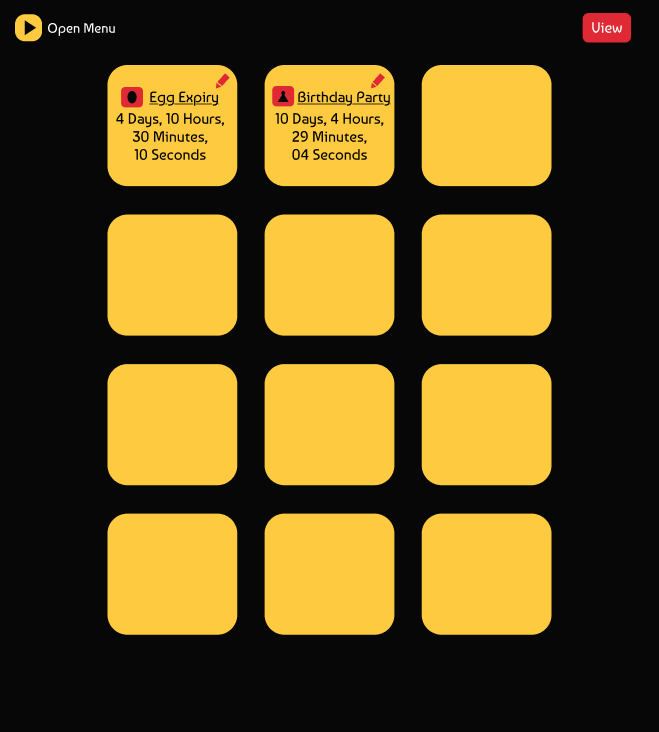 Open Menu
View
Egg Expiry
4 Days, 10 Hours,
30 Minutes,
10 Seconds
Birthday Party
10 Days, 4 Hours,
29 Minutes,
04 Seconds